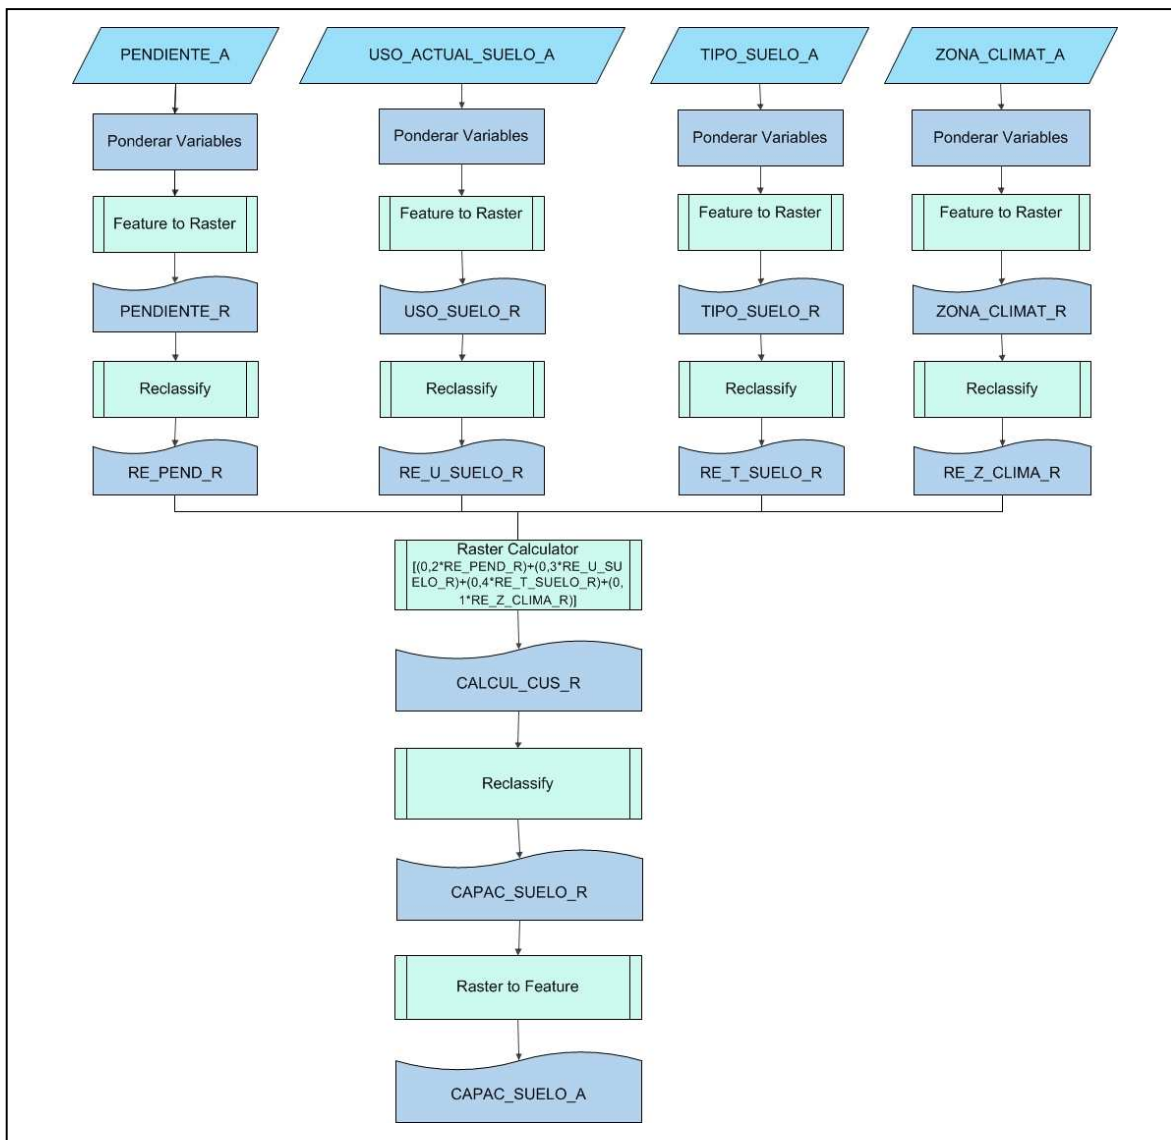 PENDIENTE_A
USO_ACTUAL_SUELO_A
TIPO_SUELO_A
ZONA_CLIMAT_A
Ponderar Variables
Ponderar Variables
Ponderar Variables
Ponderar Variables
Feature to Raster
Feature to Raster
Feature to Raster
Feature to Raster
PENDIENTE_R
USO_SUELO_R
TIPO_SUELO_R
ZONA_CLIMAT_R
Reclassify
Reclassify
Reclassify
Reclassify
RE_PEND_R
RE_U_SUELO_R
RE_T_SUELO_R
RE_Z_CLIMA_R
Raster Calculator
[(0,2*RE_PEND_R)+(0,3*RE_U_SU
ELO_R)+(0,4*RE_T_SUELO_R)+(0,
1*RE_Z_CLIMA_R)]
CALCUL_CUS_R
Reclassify
CAPAC_SUELO_R
Raster to Feature
CAPAC_SUELO_A